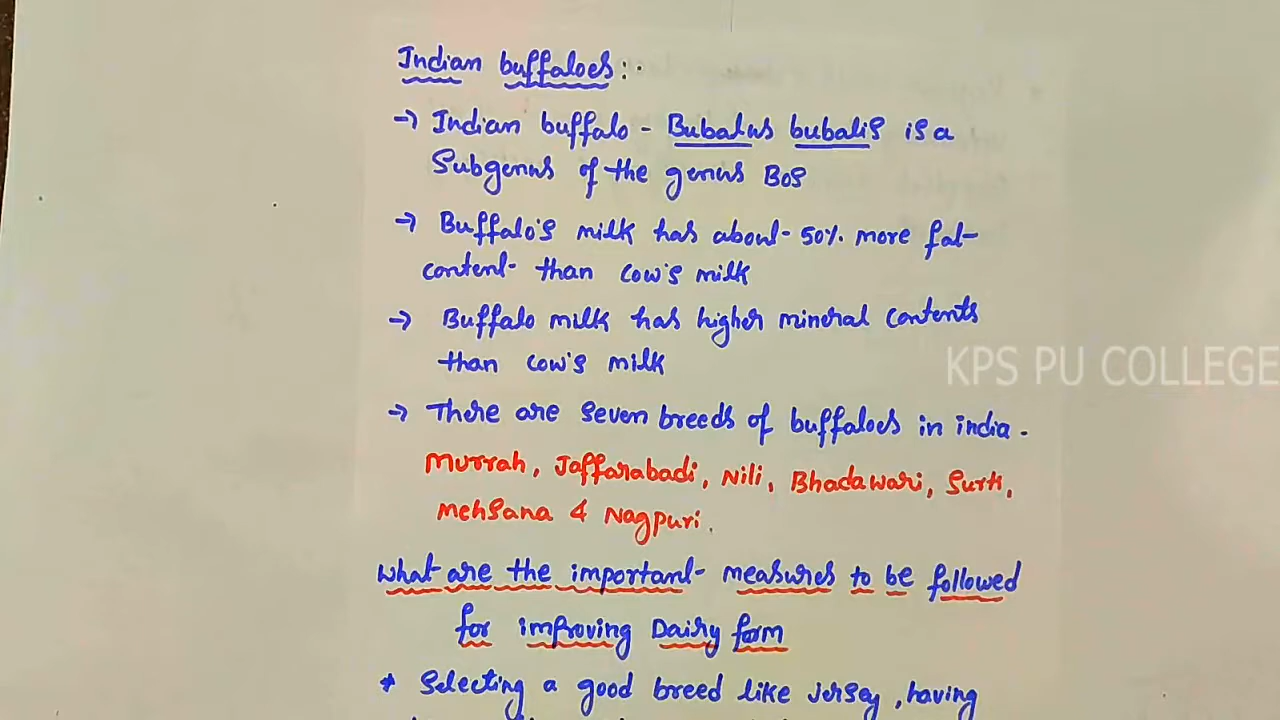 Indian buffaloes:-
→ Indian buffalo - Bubalus bubalis is a
Subgenus of the genus Bos
→ Buffalo's milk has about 50% more fat
content than cow's milk
→ Buffalo milk has higher mineral contents
than cow's milk
KPS PU COLLEGE
→ There are seven breeds of buffaloes in india.
Murrah, Jaffarabadi, Nili, Bhadawari, Surti,
Mehsana & Nagpuri.
What are the important measures to be followed
for improving Dairy farm
* Selecting a good breed like Jersey, having